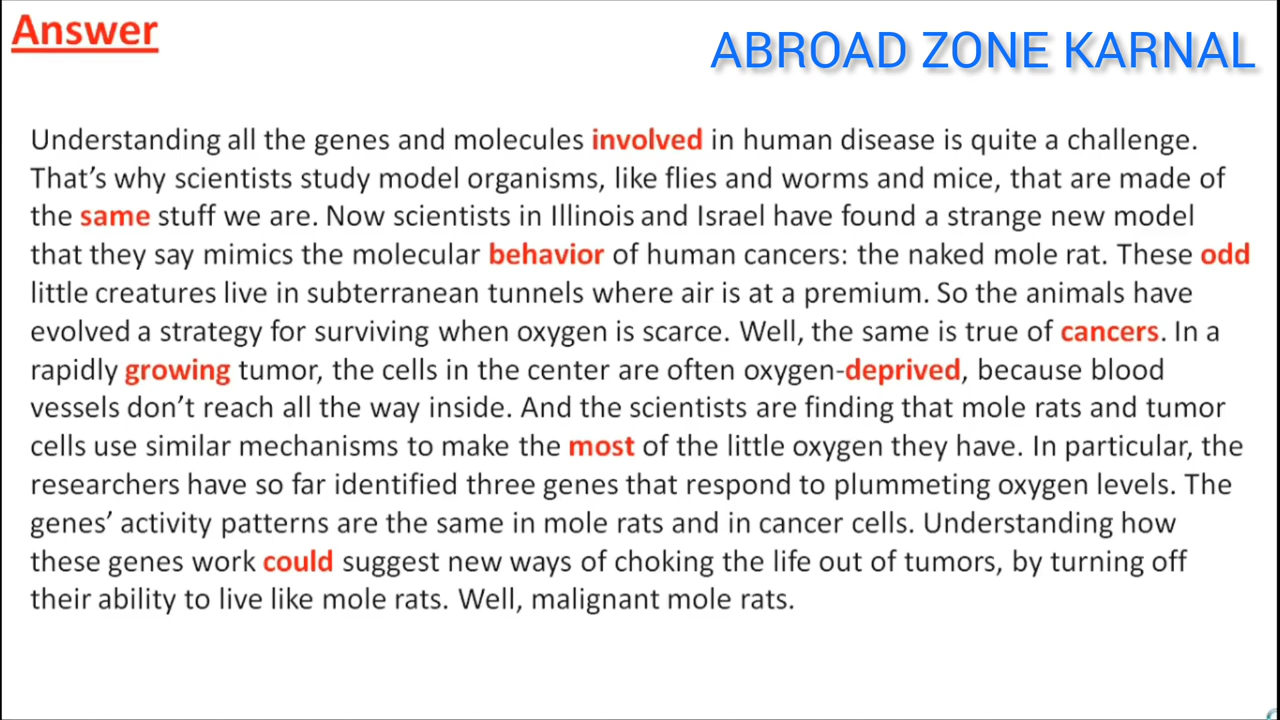 Answer
ABROAD ZONE KARNAL
Understanding all the genes and molecules involved in human disease is quite a challenge.
That’s why scientists study model organisms, like flies and worms and mice, that are made of
the same stuff we are. Now scientists in Illinois and Israel have found a strange new model
that they say mimics the molecular behavior of human cancers: the naked mole rat. These odd
little creatures live in subterranean tunnels where air is at a premium. So the animals have
evolved a strategy for surviving when oxygen is scarce. Well, the same is true of cancers. In a
rapidly growing tumor, the cells in the center are often oxygen-deprived, because blood
vessels don’t reach all the way inside. And the scientists are finding that mole rats and tumor
cells use similar mechanisms to make the most of the little oxygen they have. In particular, the
researchers have so far identified three genes that respond to plummeting oxygen levels. The
genes’ activity patterns are the same in mole rats and in cancer cells. Understanding how
these genes work could suggest new ways of choking the life out of tumors, by turning off
their ability to live like mole rats. Well, malignant mole rats.